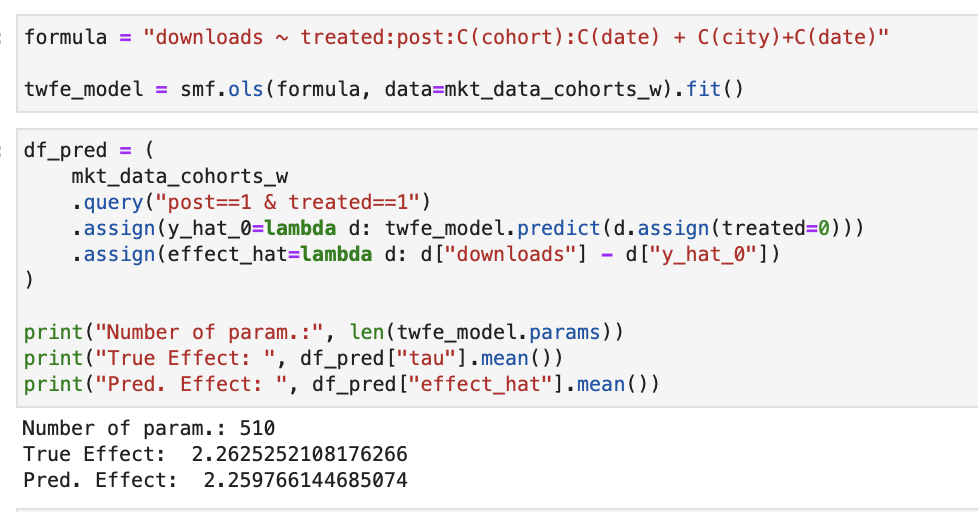 formula = "downloads ~ treated:post:C(cohort):C(date) + C(city)+C(date)"
twfe_model = smf.ols(formula, data=mkt_data_cohorts_w).fit()
df_pred = (
    mkt_data_cohorts_w
    .query("post==1 & treated==1")
    .assign(y_hat_0=lambda d: twfe_model.predict(d.assign(treated=0)))
    .assign(effect_hat=lambda d: d["downloads"] - d["y_hat_0"])
)
print("Number of param.:", len(twfe_model.params))
print("True Effect: ", df_pred["tau"].mean())
print("Pred. Effect: ", df_pred["effect_hat"].mean())
Number of param.: 510
True Effect:  2.2625252108176266
Pred. Effect:  2.259766144685074